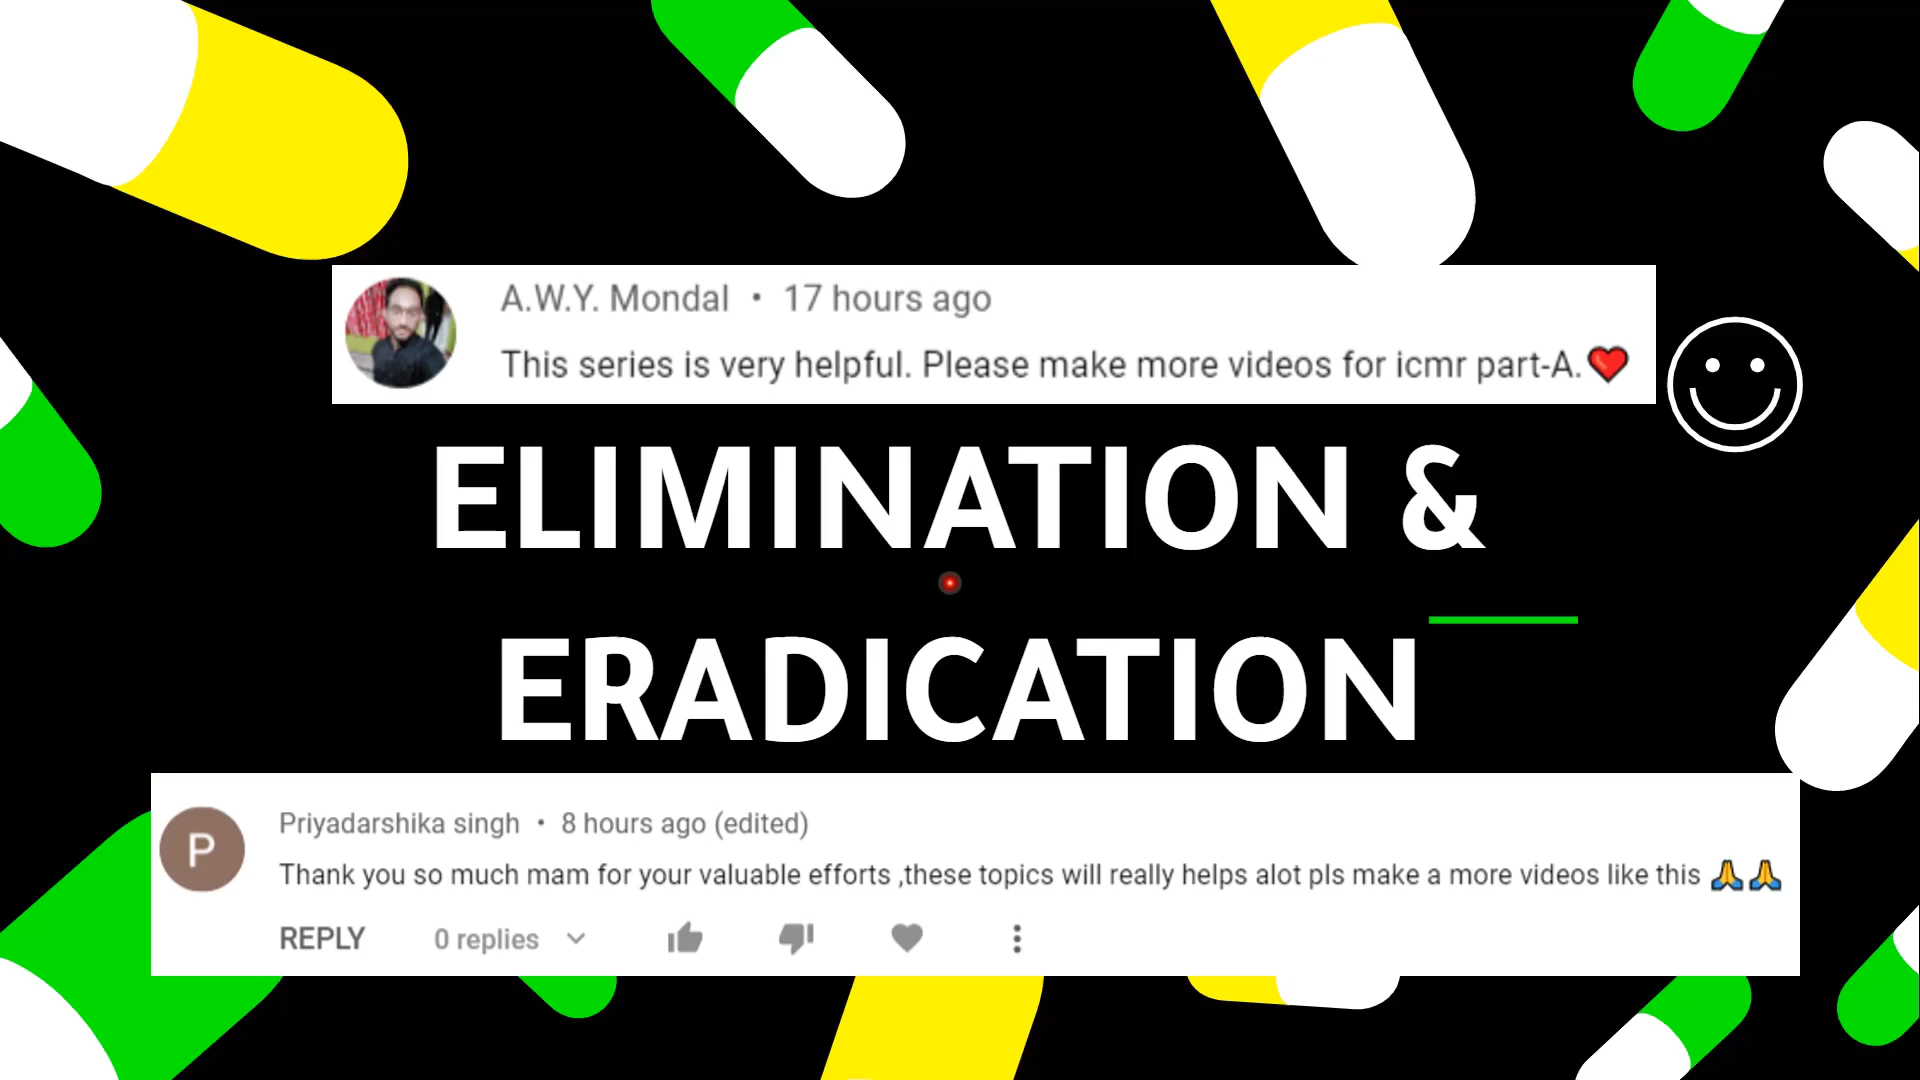 A.W.Y. Mondal • 17 hours ago
This series is very helpful. Please make more videos for icmr part-A.❤️
ELIMINATION &
ERADICATION
P
Priyadarshika singh • 8 hours ago (edited)
Thank you so much mam for your valuable efforts ,these topics will really helps alot pls make a more videos like this 🙏🙏
REPLY 0 replies